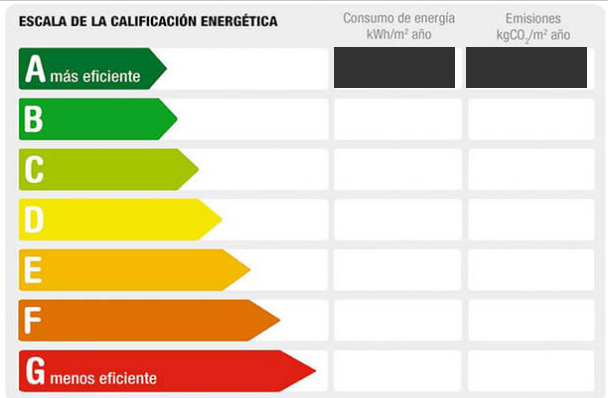 ESCALA DE LA CALIFICACIÓN ENERGÉTICA
Consumo de energía
kWh/m² año
Emisiones
kgCO₂/m² año
A más eficiente
B
C
D
E
F
G menos eficiente